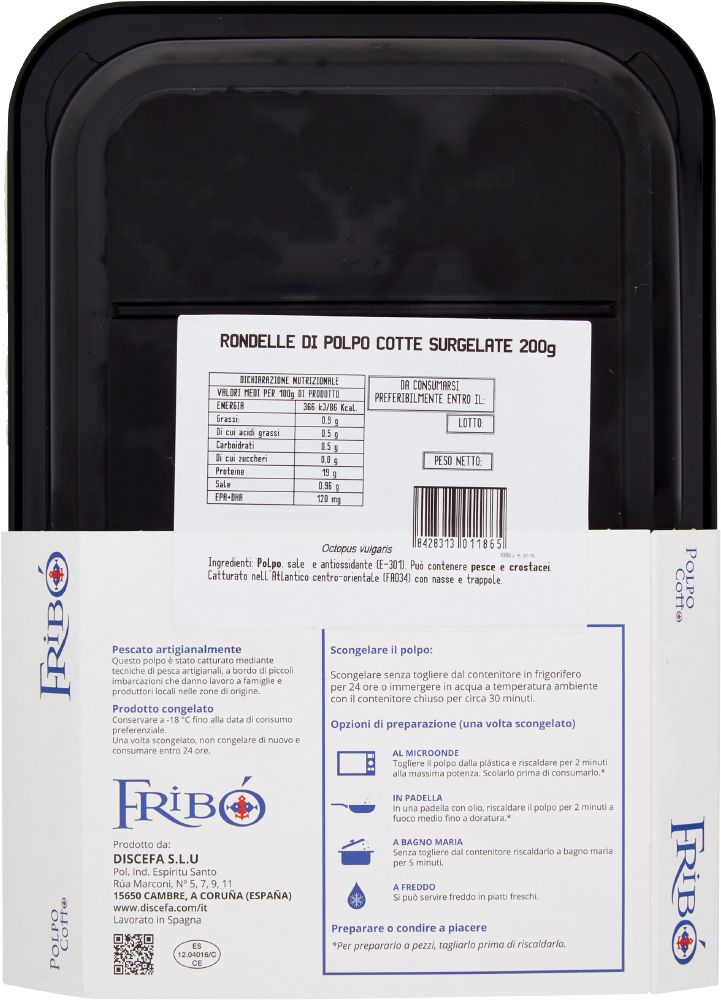 RONDELLE DI POLPO COTTE SURGELATE 200g
DICHIARAZIONE NUTRIZIONALE
VALORI MEDI PER 100g DI PRODOTTO
ENERGIA 366 kJ/86 Kcal.
Grassi: 0,9 g
Di cui acidi grassi 0,5 g
Carboidrati 0,5 g
Di cui zuccheri 0,0 g
Proteine 19 g
Sale 0,96 g
EPA+DHA 120 mg
DA CONSUMARSI
PREFERIBILMENTE ENTRO IL:
LOTTO:
PESO NETTO:
8428313 011865
Octopus vulgaris
Ingredienti: Polpo, sale e antiossidante (E-301). Può contenere pesce e crostacei.
Catturato nell'Atlantico centro-orientale (FAO34) con nasse e trappole.
FRiBÓ
POLPO
COTTO
Pescato artigianalmente
Questo polpo è stato catturato mediante
tecniche di pesca artigianali, a bordo di piccoli
imbarcazioni che danno lavoro a famiglie e
produttori locali nelle zone di origine.
Prodotto congelato
Conservare a -18 °C fino alla data di consumo
preferenziale.
Una volta scongelato, non congelare di nuovo e
consumare entro 24 ore.
FRiBÓ
Prodotto da:
DISCEFA S.L.U
Pol. Ind. Espíritu Santo
Rúa Marconi, Nº 5, 7, 9, 11
15650 CAMBRE, A CORUÑA (ESPAÑA)
www.discefa.com/it
Lavorato in Spagna
ES
12.04016/C
CE
POLPO
COTTO
Scongelare il polpo:
Scongelare senza togliere dal contenitore in frigorifero
per 24 ore o immergere in acqua a temperatura ambiente
con il contenitore chiuso per circa 30 minuti.
Opzioni di preparazione (una volta scongelato)
AL MICROONDE
Togliere il polpo dalla plástica e riscaldare per 2 minuti
alla massima potenza. Scolarlo prima di consumarlo.*
IN PADELLA
In una padella con olio, riscaldare il polpo per 2 minuti a
fuoco medio fino a doratura.*
A BAGNO MARIA
Senza togliere dal contenitore riscaldarlo a bagno maria
per 5 minuti.
A FREDDO
Si può servire freddo in piatti freschi.
Preparare o condire a piacere
*Per prepararlo a pezzi, tagliarlo prima di riscaldarlo.
FRiBÓ